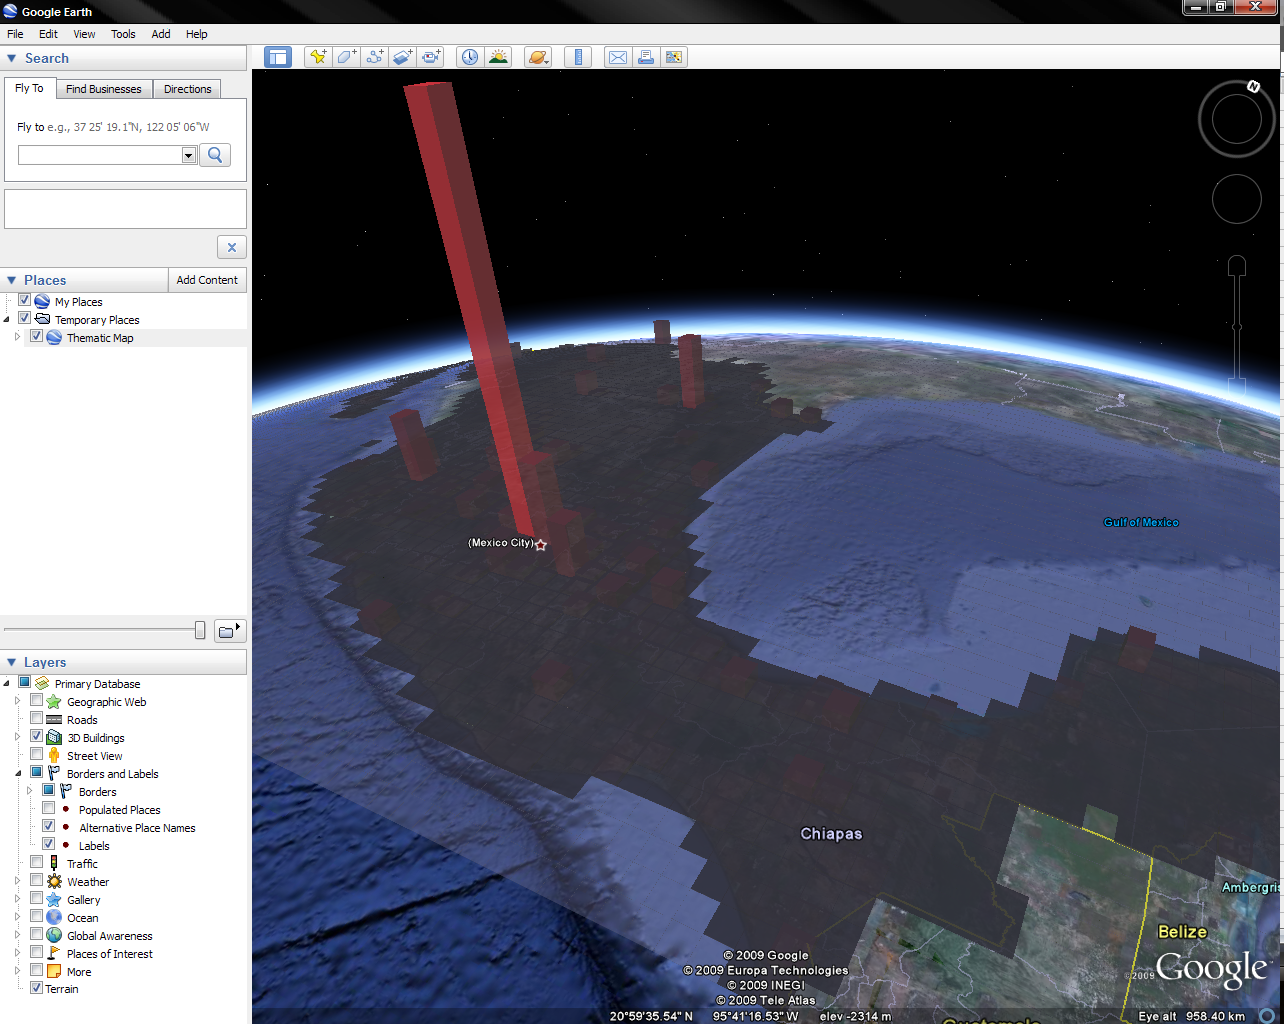 Google Earth
File Edit View Tools Add Help
Search
Fly To Find Businesses Directions
Fly to e.g., 37 25' 19.1"N, 122 05' 06"W
Places Add Content
My Places
Temporary Places
Thematic Map
Layers
Primary Database
Geographic Web
Roads
3D Buildings
Street View
Borders and Labels
Borders
Populated Places
Alternative Place Names
Labels
Traffic
Weather
Gallery
Ocean
Global Awareness
Places of Interest
More
Terrain
N
Gulf of Mexico
(Mexico City)
Chiapas
Ambergris
Belize
© 2009 Google
© 2009 Europa Technologies
© 2009 INEGI
© 2009 Tele Atlas
©2009 Google™
20°59'35.54" N 95°41'16.53" W elev -2314 m Eye alt 958.40 km
Guatemala